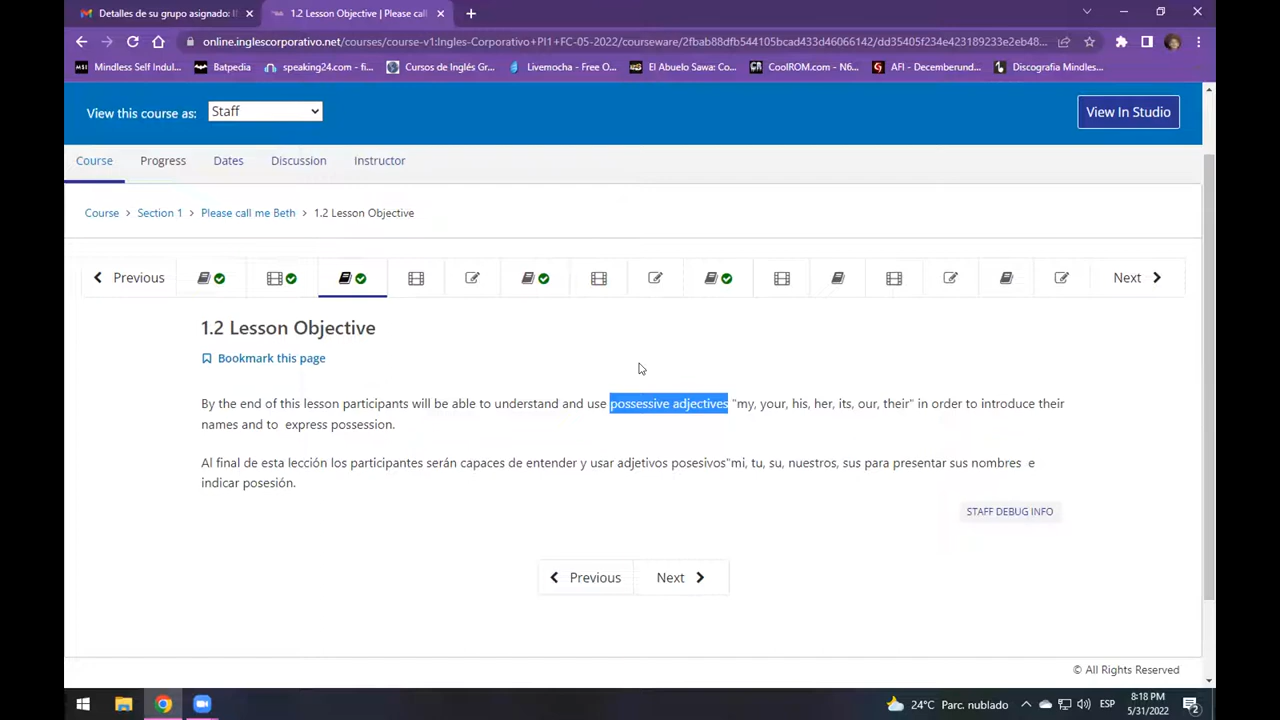 Detalles de su grupo asignado: I
1.2 Lesson Objective | Please call
online.inglescorporativo.net/courses/course-v1:Ingles-Corporativo+PI1+FC-05-2022/courseware/2fbab88dfb544105bcad433d46066142/dd35405f234e423189233e2eb48...
Mindless Self Indul... Batpedia speaking24.com - fi... Cursos de Inglés Gr... Livemocha - Free O... El Abuelo Sawa: Co... CoolROM.com - N6... AFI - Decemberund... Discografia Mindles...
View this course as: Staff View In Studio
Course Progress Dates Discussion Instructor
Course > Section 1 > Please call me Beth > 1.2 Lesson Objective
Previous Next
1.2 Lesson Objective
Bookmark this page
By the end of this lesson participants will be able to understand and use possessive adjectives "my, your, his, her, its, our, their" in order to introduce their
names and to express possession.
Al final de esta lección los participantes serán capaces de entender y usar adjetivos posesivos"mi, tu, su, nuestros, sus para presentar sus nombres e
indicar posesión.
STAFF DEBUG INFO
Previous Next
© All Rights Reserved
24°C Parc. nublado ESP 8:18 PM
5/31/2022 2